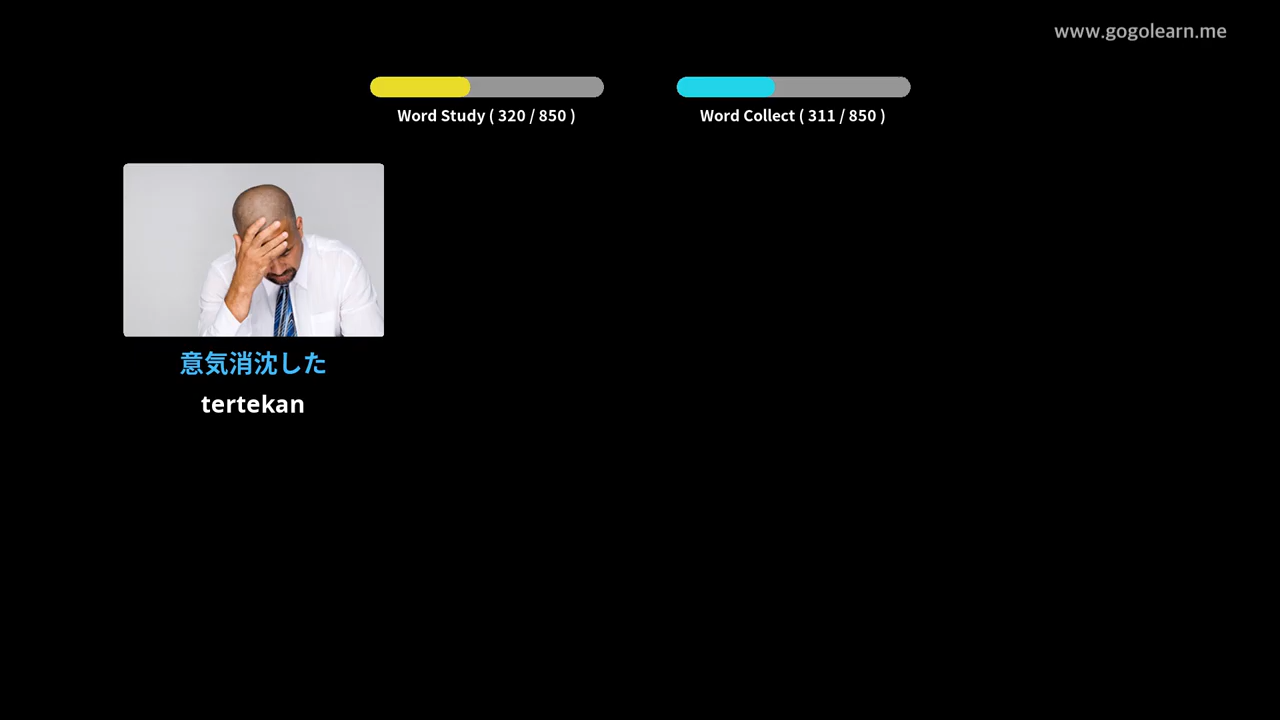 www.gogolearn.me
Word Study ( 320 / 850 )
Word Collect ( 311 / 850 )
意気消沈した
tertekan